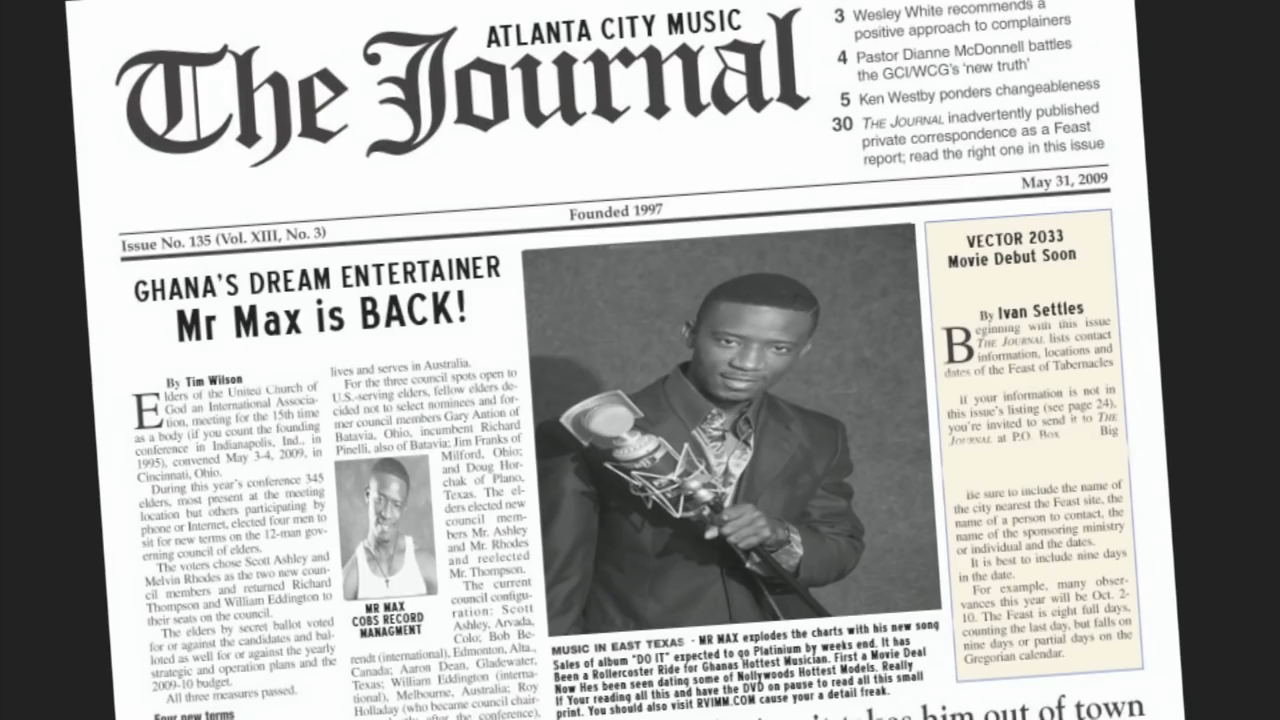 ATLANTA CITY MUSIC
The Journal
3 Wesley White recommends a
positive approach to complainers
4 Pastor Dianne McDonnell battles
the GCI/WCG's 'new truth'
5 Ken Westby ponders changeableness
30 THE JOURNAL inadvertently published
private correspondence as a Feast
report; read the right one in this issue
Issue No. 135 (Vol. XIII, No. 3)
Founded 1997
May 31, 2009
GHANA'S DREAM ENTERTAINER
Mr Max is BACK!
By Tim Wilson
Elders of the United Church of
God an International Associa-
tion, meeting for the 15th time
as a body (if you count the founding
conference in Indianapolis, Ind., in
1995), convened May 3-4, 2009, in
Cincinnati, Ohio.
During this year's conference 345
elders, most present at the meeting
location but others participating by
phone or Internet, elected four men to
sit for new terms on the 12-man gov-
erning council of elders.
The voters chose Scott Ashley and
Melvin Rhodes as the two new coun-
cil members and returned Richard
Thompson and William Eddington to
their seats on the council.
The elders by secret ballot voted
for or against the candidates and bal-
loted as well for or against the yearly
strategic and operation plans and the
2009-10 budget.
All three measures passed.
Four new terms
lives and serves in Australia.
For the three council spots open to
U.S.-serving elders, fellow elders de-
cided not to select nominees and for-
mer council members Gary Antion of
Batavia, Ohio, incumbent Richard
Pinelli, also of Batavia; Jim Franks of
Milford, Ohio;
and Doug Hor-
chak of Plano,
Texas. The el-
ders elected new
council mem-
bers Mr. Ashley
and Mr. Rhodes
and reelected
Mr. Thompson.
The current
council configu-
ration: Scott
Ashley, Arvada,
Colo; Bob Be-
rendt (international), Edmonton, Alta.,
Canada; Aaron Dean, Gladewater,
Texas; William Eddington (interna-
tional), Melbourne, Australia; Roy
Holladay (who became council chair-
after the conference),
MR MAX
COBS RECORD
MANAGMENT
MUSIC IN EAST TEXAS - MR MAX explodes the charts with his new song
Sales of album "DO IT" expected to go Platinium by weeks end. It has
Been a Rollercoster Ride for Ghanas Hottest Musician. First a Movie Deal
Now Hes been seen dating some of Nollywoods Hottest Models. Really
If Your reading all this and have the DVD on pause to read all this small
print. You should also visit RVIMM.COM cause your a detail freak.
takes him out of town
VECTOR 2033
Movie Debut Soon
By Ivan Settles
Beginning with this issue
THE JOURNAL lists contact
information, locations and
dates of the Feast of Tabernacles
If your information is not in
this issue's listing (see page 24),
you're invited to send it to THE
JOURNAL at P.O. Box Big
Be sure to include the name of
the city nearest the Feast site, the
name of a person to contact, the
name of the sponsoring ministry
or individual and the dates.
It is best to include nine days
in the date.
For example, many obser-
vances this year will be Oct. 2-
10. The Feast is eight full days,
counting the last day, but falls on
nine days or partial days on the
Gregorian calendar.